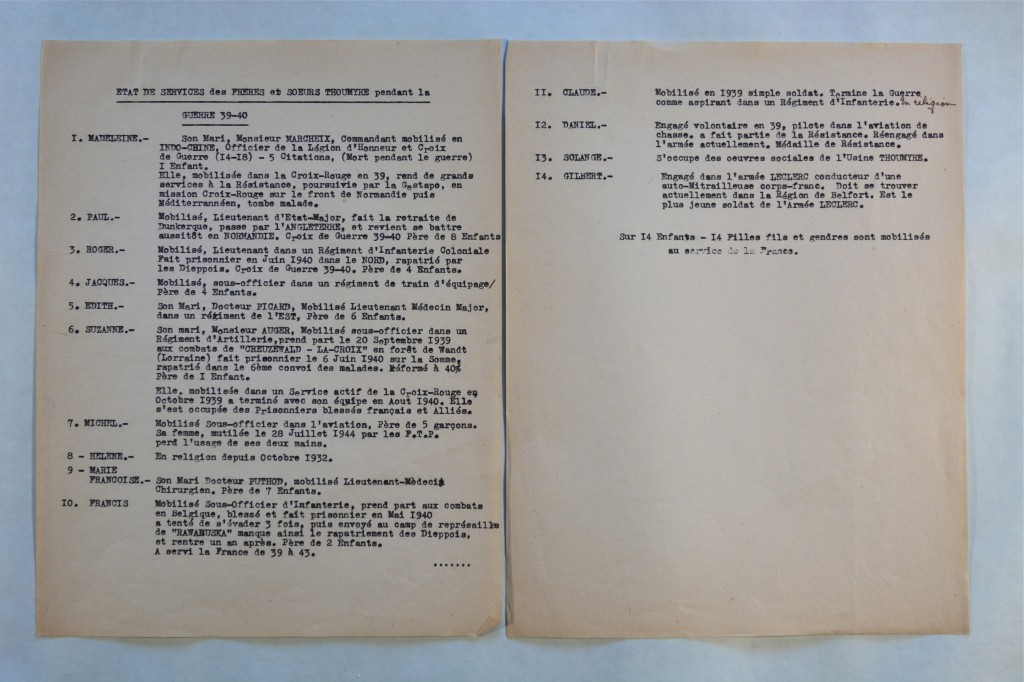 ETAT DE SERVICES des FRERES et SOEURS THOUMYRE pendant la
GUERRE 39-40
I. MADELEINE.- Son Mari, Monsieur MARCHEIX, Commandant mobilisé en
INDO-CHINE, Officier de la Légion d'Honneur et Croix
de Guerre (I4-I8) - 5 Citations, (Mort pendant le guerre)
I Enfant.
Elle, mobilisée dans la Croix-Rouge en 39, rend de grands
services à la Résistance, poursuivie par la Gestapo, en
mission Croix-Rouge sur le front de Normandie puis
Méditerrannéen, tombe malade.
2. PAUL.- Mobilisé, Lieutenant d'Etat-Major, fait la retraite de
Dunkerque, passe par l'ANGLETERRE, et revient se battre
aussitôt en NORMANDIE. Croix de Guerre 39-40 Père de 8 Enfants
3. ROGER.- Mobilisé, Lieutenant dans un Régiment d'Infanterie Coloniale
Fait prisonnier en Juin I940 dans le NORD, rapatrié par
les Dieppois. Croix de Guerre 39-40. Père de 4 Enfants.
4. JACQUES.- Mobilisé, sous-officier dans un régiment de train d'équipage/
Père de 4 Enfants.
5. EDITH.- Son Mari, Docteur PICARD, Mobilisé Lieutenant Médecin Major,
dans un régiment de l'EST, Père de 6 Enfants.
6. SUZANNE.- Son mari, Monsieur AUGER, Mobilisé sous-officier dans un
Régiment d'Artillerie,prend part le 20 Septembre I939
aux combats de "CREUZEWALD - LA-CROIX" en forêt de Wandt
(Lorraine) fait prisonnier le 6 Juin I940 sur la Somme,
rapatrié dans le 6ème convoi des malades. Réformé à 40%
Père de I Enfant.
Elle, mobilisée dans un Service actif de la Croix-Rouge en
Octobre I939 a terminé avec son équipe en Aout I940. Elle
s'est occupée des Prisonniers blessés français et Alliés.
7. MICHEL.- Mobilisé Sous-officier dans l'aviation, Père de 5 garçons.
Sa femme, mutilée le 28 Juillet I944 par les F.T.P.
perd l'usage de ses deux mains.
8 - HELENE.- En religion depuis Octobre I932.
9 - MARIE
FRANCOISE.- Son Mari Docteur PUTHOD, mobilisé Lieutenant-Mèdecin
Chirurgien. Père de 7 Enfants.
I0. FRANCIS Mobilisé Sous-Officier d'Infanterie, prend part aux combats
en Belgique, blessé et fait prisonnier en Mai I940
a tenté de s'évader 3 fois, puis envoyé au camp de représaille
de "RAWABUSKA" manque ainsi le rapatriement des Dieppois,
et rentre un an après. Père de 2 Enfants.
A servi la France de 39 à 43.
.......
II. CLAUDE.- Mobilisé en I939 simple soldat. Termine la Guerre
comme aspirant dans un Régiment d'Infanterie. In religion
I2. DANIEL.- Engagé volontaire en 39, pilote dans l'aviation de
chasse. a fait partie de la Résistance. Réengagé dans
l'armée actuellement. Médaille de Résistance.
I3. SOLANGE.- S'occupe des oeuvres sociales de l'Usine THOUMYRE.
I4. GILBERT.- Engagé dans l'armée LECLERC conducteur d'une
auto-Mitrailleuse corps-franc. Doit se trouver
actuellement dans la Région de Belfort. Est le
plus jeune soldat de l'Armée LECLERC.
Sur I4 Enfants - I4 Filles fils et gendres sont mobilisés
au service de la France.